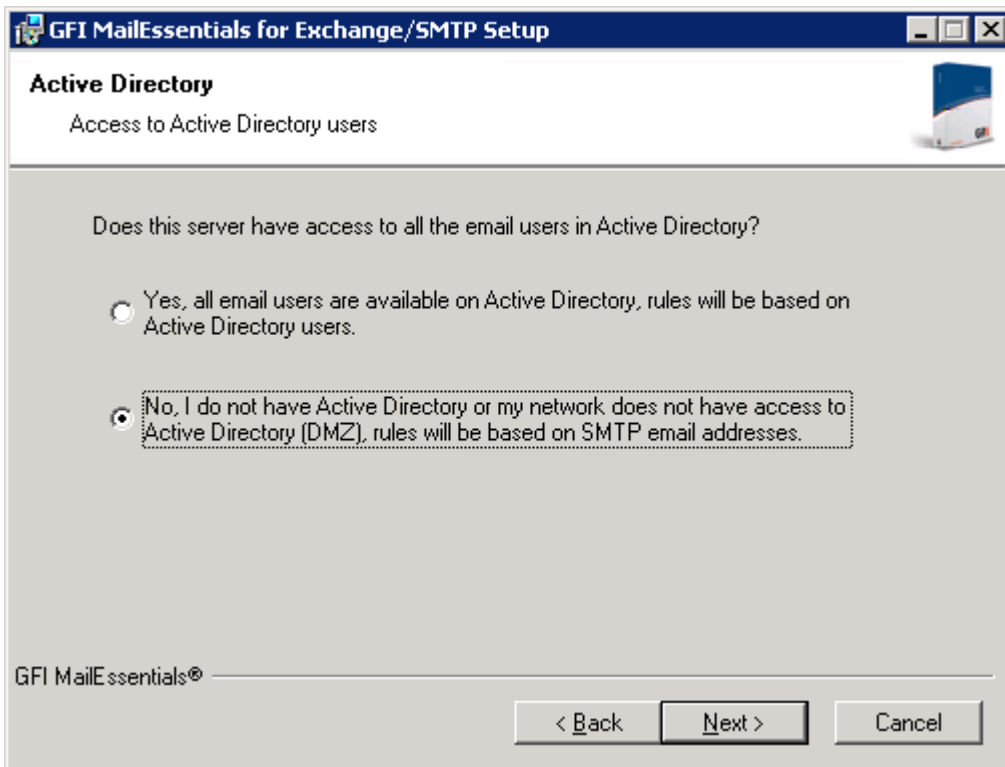 GFI MailEssentials for Exchange/SMTP Setup
Active Directory
Access to Active Directory users
GFI
Does this server have access to all the email users in Active Directory?
Yes, all email users are available on Active Directory, rules will be based on
Active Directory users.
No, I do not have Active Directory or my network does not have access to
Active Directory (DMZ), rules will be based on SMTP email addresses.
GFI MailEssentials®
< Back
Next >
Cancel